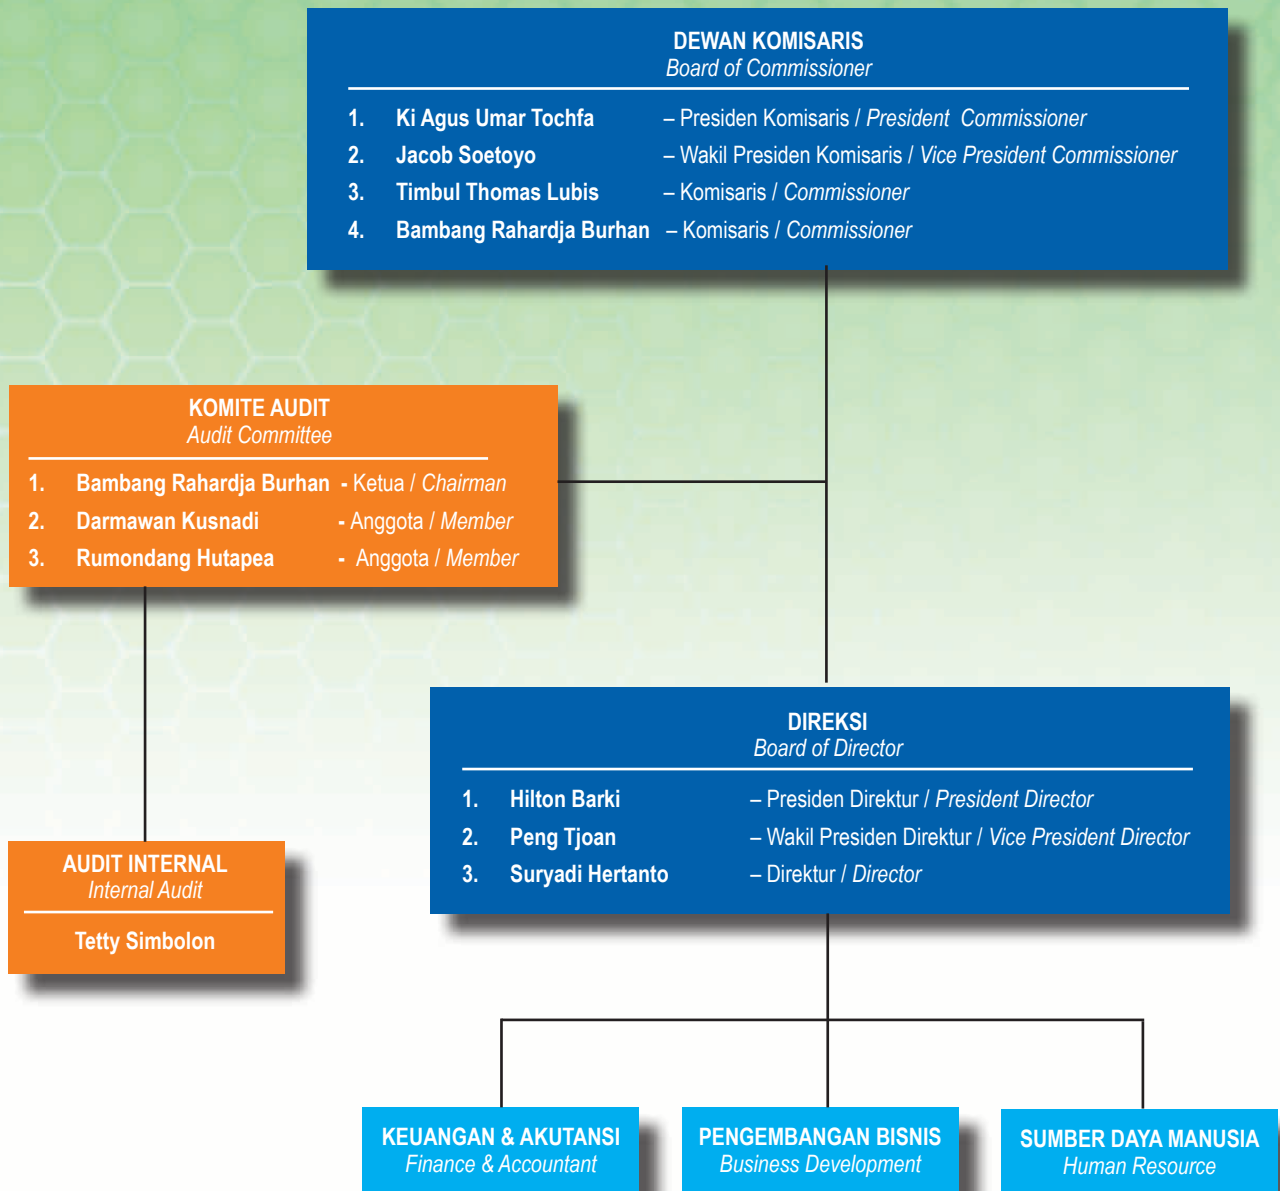 DEWAN KOMISARIS
Board of Commissioner
1. Ki Agus Umar Tochfa – Presiden Komisaris / President Commissioner
2. Jacob Soetoyo – Wakil Presiden Komisaris / Vice President Commissioner
3. Timbul Thomas Lubis – Komisaris / Commissioner
4. Bambang Rahardja Burhan – Komisaris / Commissioner
KOMITE AUDIT
Audit Committee
1. Bambang Rahardja Burhan - Ketua / Chairman
2. Darmawan Kusnadi - Anggota / Member
3. Rumondang Hutapea - Anggota / Member
DIREKSI
Board of Director
1. Hilton Barki – Presiden Direktur / President Director
2. Peng Tjoan – Wakil Presiden Direktur / Vice President Director
3. Suryadi Hertanto – Direktur / Director
AUDIT INTERNAL
Internal Audit
Tetty Simbolon
KEUANGAN & AKUTANSI
Finance & Accountant
PENGEMBANGAN BISNIS
Business Development
SUMBER DAYA MANUSIA
Human Resource